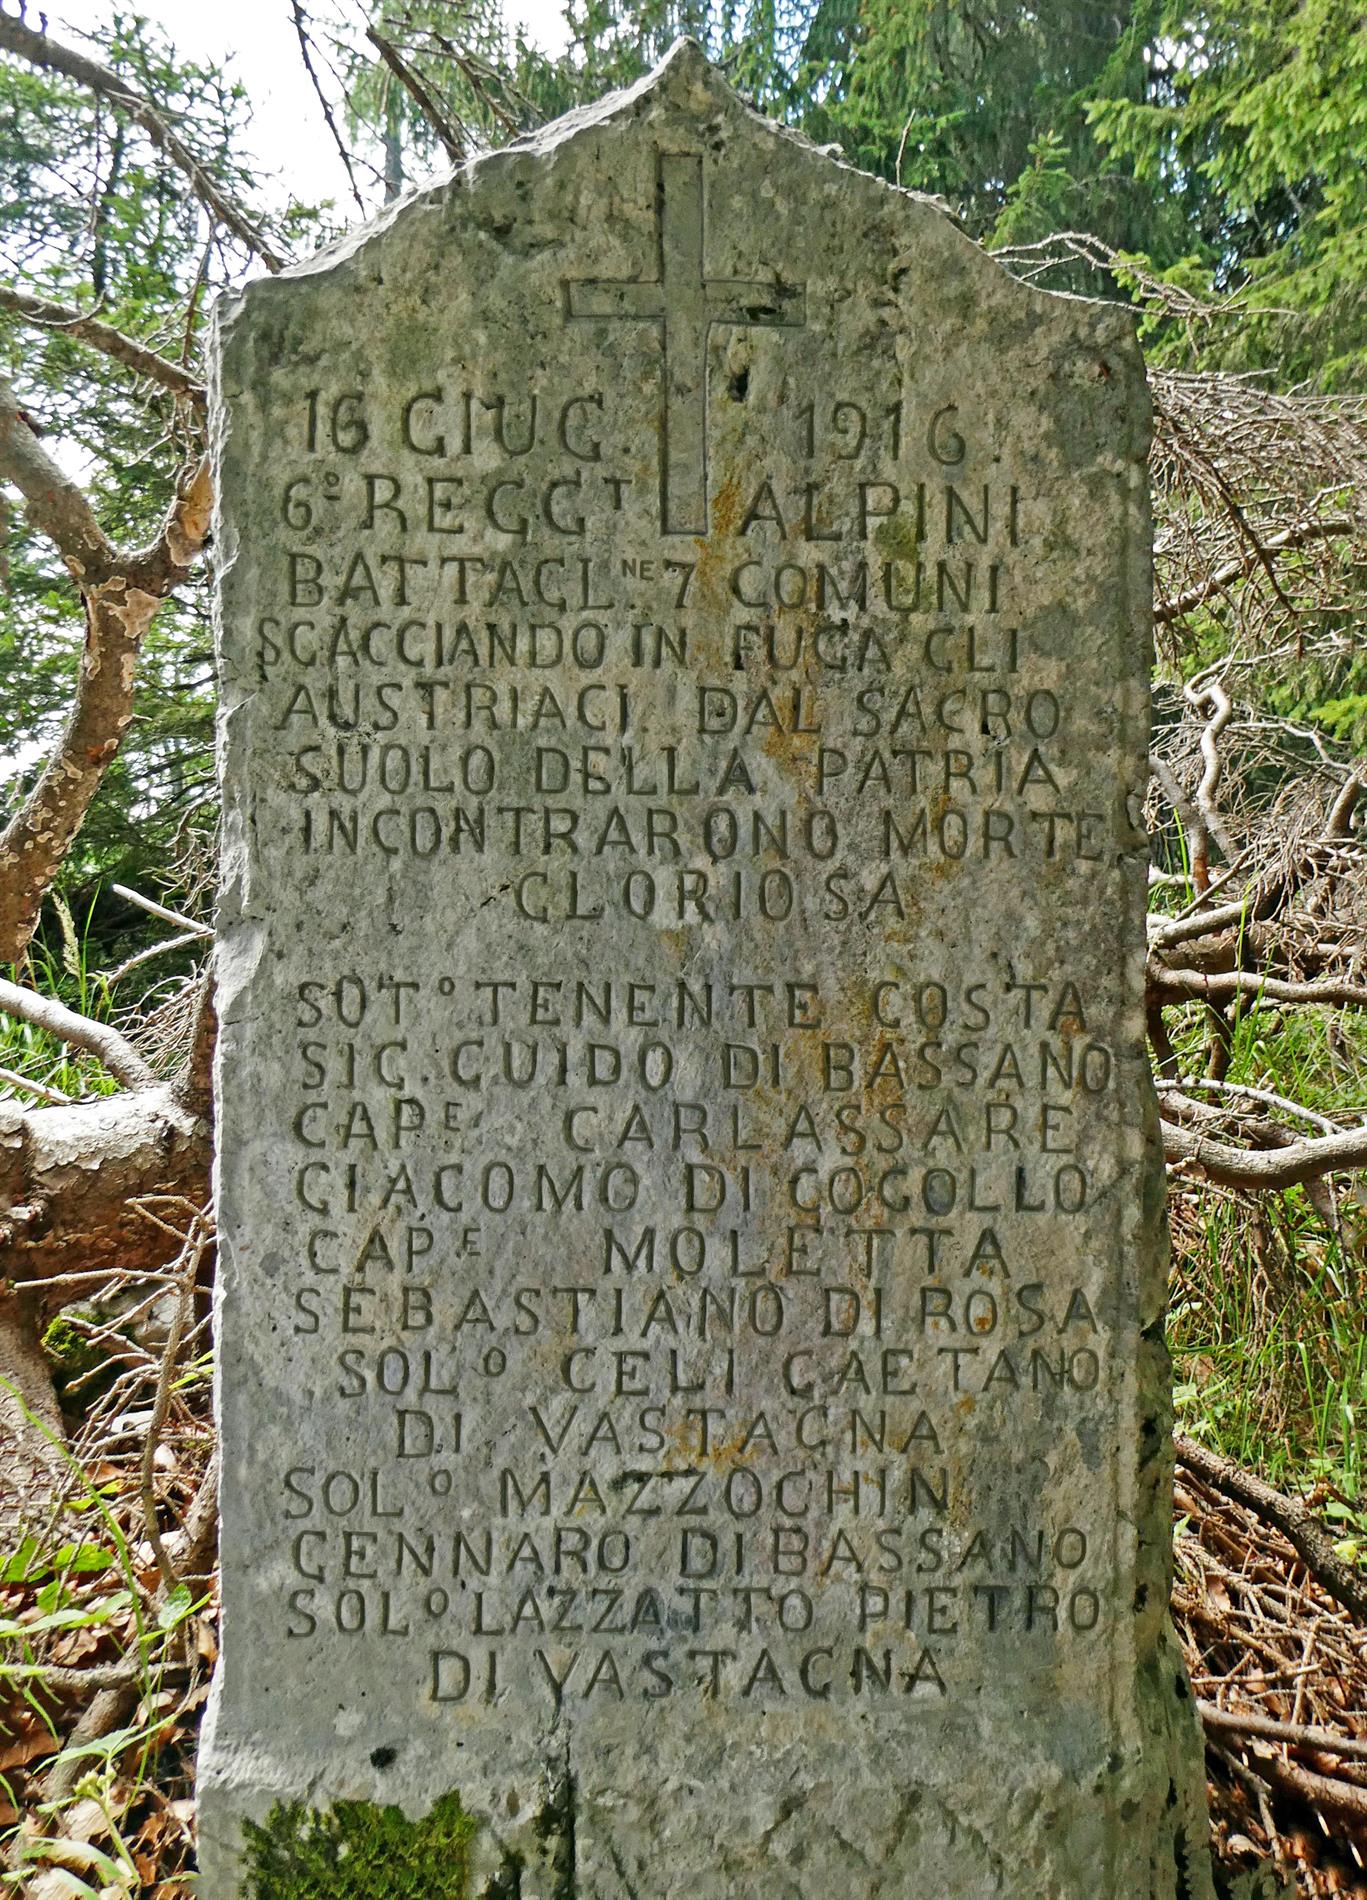 16 GIUG. 1916
6º REGGT. ALPINI
BATTAGL.NE 7 COMUNI
SCACCIANDO IN FUGA GLI
AUSTRIACI DAL SACRO
SUOLO DELLA PATRIA
INCONTRARONO MORTE
GLORIOSA
SOT.º TENENTE COSTA
SIG. GUIDO DI BASSANO
CAP.E CARLASSARE
GIACOMO DI COGOLLO
CAP.E MOLETTA
SEBASTIANO DI ROSA
SOL.º CELI GAETANO
DI VASTAGNA
SOL.º MAZZOCHIN
GENNARO DI BASSANO
SOL.º LAZZATTO PIETRO
DI VASTAGNA